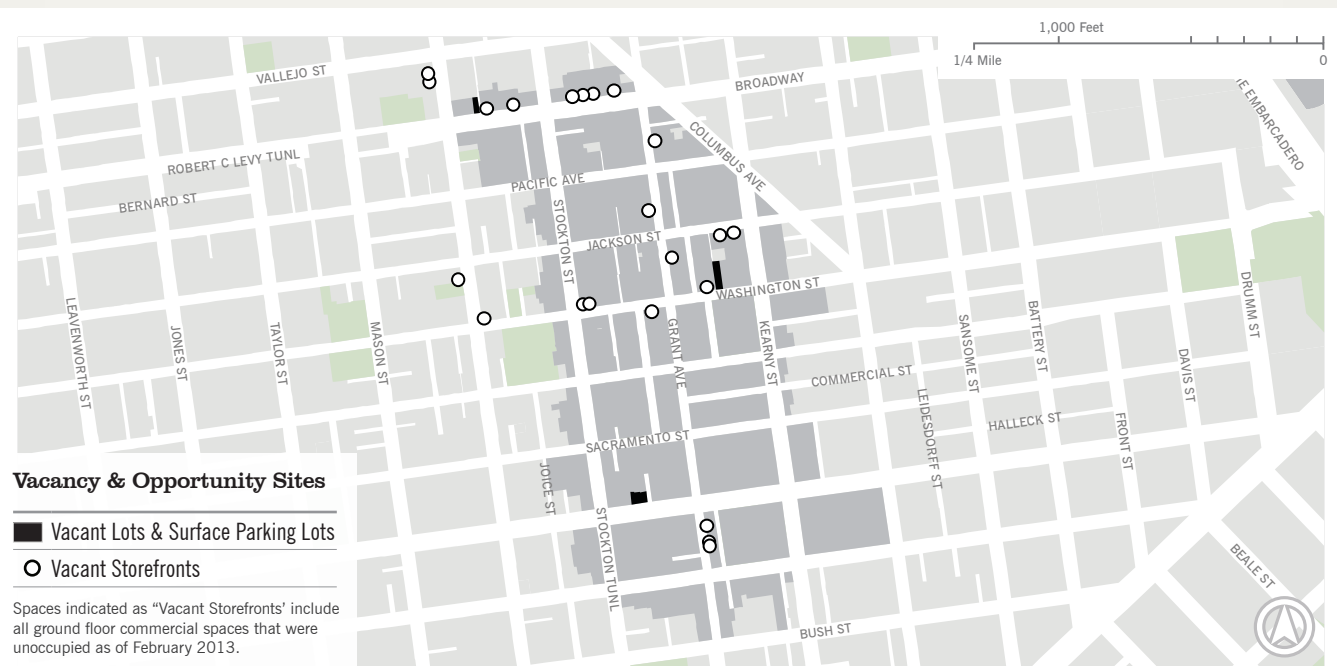 1,000 Feet
1/4 Mile
0
VALLEJO ST
BROADWAY
E EMBARCADERO
COLUMBUS AVE
ROBERT C LEVY TUNL
PACIFIC AVE
BERNARD ST
STOCKTON ST
JACKSON ST
WASHINGTON ST
LEAVENWORTH ST
JONES ST
TAYLOR ST
MASON ST
GRANT AVE
KEARNY ST
SANSOME ST
BATTERY ST
DRUMM ST
DAVIS ST
COMMERCIAL ST
LEIDESDORFF ST
HALLECK ST
FRONT ST
SACRAMENTO ST
JOICE ST
STOCKTON TUNL
BEALE ST
BUSH ST
Vacancy & Opportunity Sites
Vacant Lots & Surface Parking Lots
Vacant Storefronts
Spaces indicated as “Vacant Storefronts’ include
all ground floor commercial spaces that were
unoccupied as of February 2013.